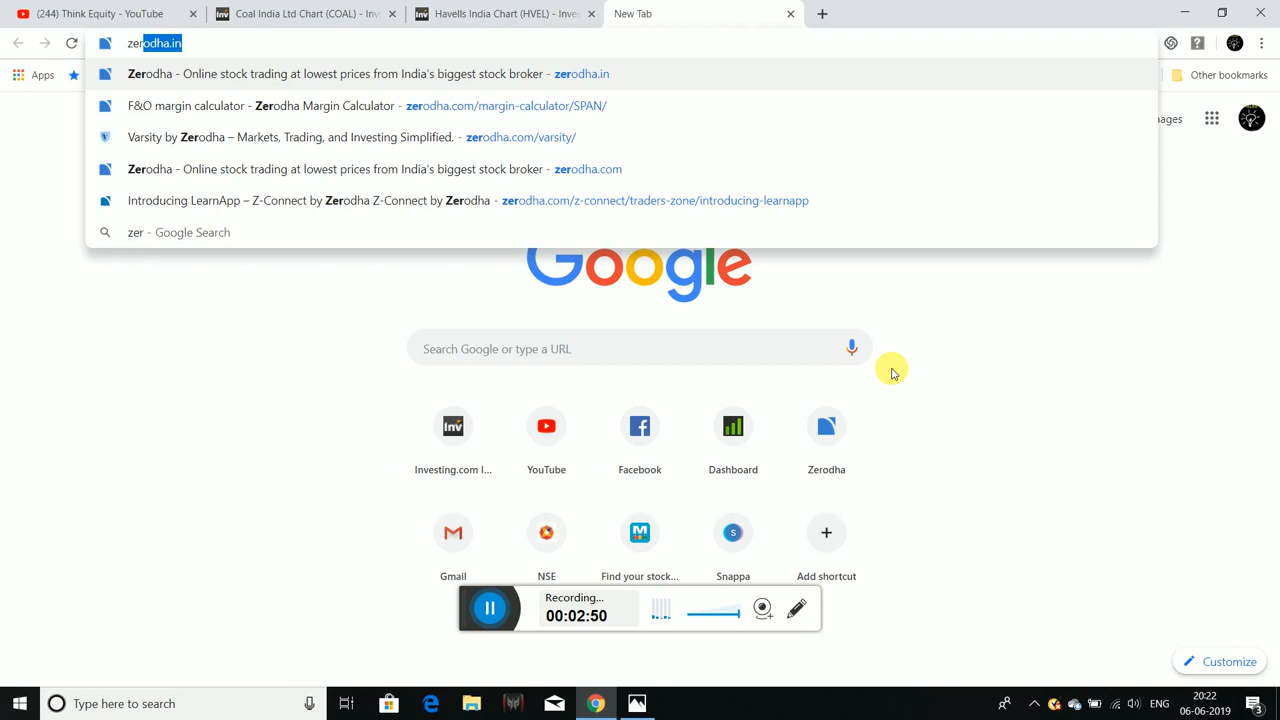 (244) Think Equity - YouTube
Coal India Ltd Chart (COAL) - Inv
Havells India Chart (HVEL) - Inves
New Tab
zerodha.in
Zerodha - Online stock trading at lowest prices from India's biggest stock broker - zerodha.in
F&O margin calculator - Zerodha Margin Calculator - zerodha.com/margin-calculator/SPAN/
Varsity by Zerodha – Markets, Trading, and Investing Simplified. - zerodha.com/varsity/
Zerodha - Online stock trading at lowest prices from India's biggest stock broker - zerodha.com
Introducing LearnApp – Z-Connect by Zerodha Z-Connect by Zerodha - zerodha.com/z-connect/traders-zone/introducing-learnapp
zer - Google Search
Apps
Other bookmarks
ages
Google
Search Google or type a URL
Inv
Investing.com I...
YouTube
Facebook
Dashboard
Zerodha
Gmail
NSE
Find your stock...
Snappa
Add shortcut
Recording...
00:02:50
Customize
Type here to search
ENG
20:22
06-06-2019
3